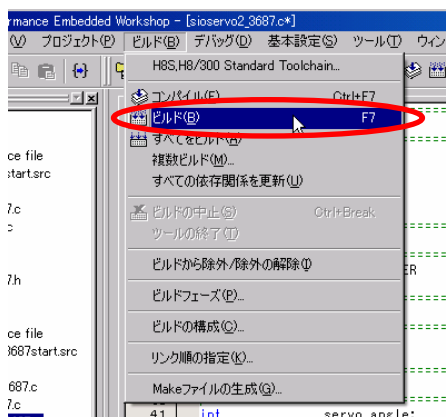 rmance Embedded Workshop - [sioservo2_3687.c*]
(V) プロジェクト(P) ビルド(B) デバッグ(D) 基本設定(S) ツール(T) ウィン
H8S,H8/300 Standard Toolchain...
コンパイル(F) Ctrl+F7
ビルド(B) F7
すべてをビルド(A)
複数ビルド(M)...
すべての依存関係を更新(U)
ビルドの中止(S) Ctrl+Break
ツールの終了(T)
ビルドから除外/除外の解除(I)
ビルドフェーズ(P)...
ビルドの構成(C)...
リンク順の指定(K)...
Makeファイルの生成(G)...
ce file
start.src
7.c
7.h
ce file
3687start.src
687.c
7.c
ER
41 int servo_angle;